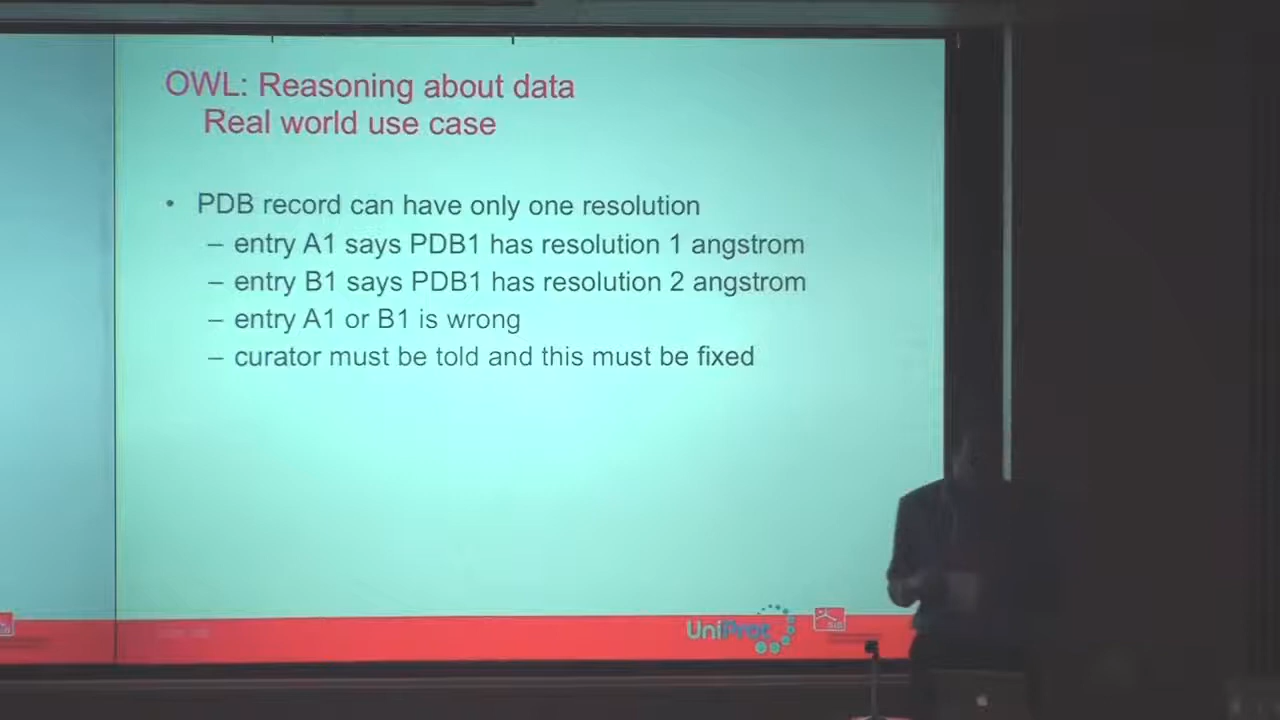 OWL: Reasoning about data
Real world use case
• PDB record can have only one resolution
– entry A1 says PDB1 has resolution 1 angstrom
– entry B1 says PDB1 has resolution 2 angstrom
– entry A1 or B1 is wrong
– curator must be told and this must be fixed
UniProt
SIB